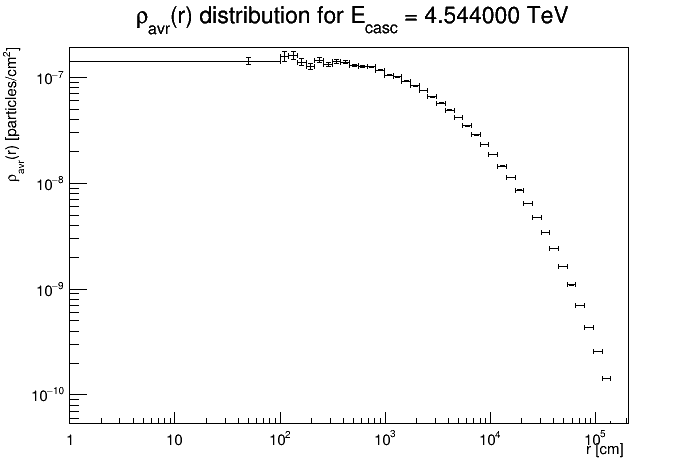 ρavr(r) distribution for Ecasc = 4.544000 TeV
ρavr(r) [particles/cm²]
10⁻⁷
10⁻⁸
10⁻⁹
10⁻¹⁰
1 10 10² 10³ 10⁴ 10⁵
r [cm]